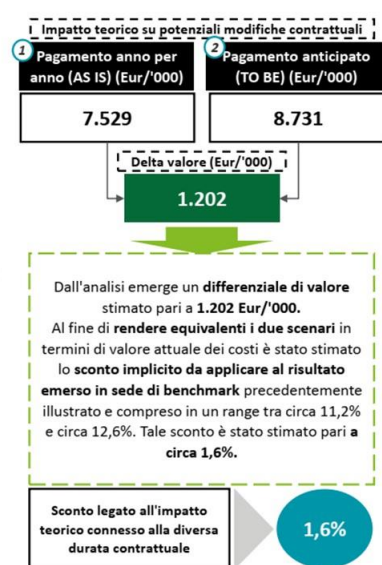 Impatto teorico su potenziali modifiche contrattuali
1
Pagamento anno per
anno (AS IS) (Eur/'000)
2
Pagamento anticipato
(TO BE) (Eur/'000)
7.529
8.731
Delta valore (Eur/'000)
1.202
Dall'analisi emerge un differenziale di valore
stimato pari a 1.202 Eur/'000.
Al fine di rendere equivalenti i due scenari in
termini di valore attuale dei costi è stato stimato
lo sconto implicito da applicare al risultato
emerso in sede di benchmark precedentemente
illustrato e compreso in un range tra circa 11,2%
e circa 12,6%. Tale sconto è stato stimato pari a
circa 1,6%.
Sconto legato all'impatto
teorico connesso alla diversa
durata contrattuale
1,6%